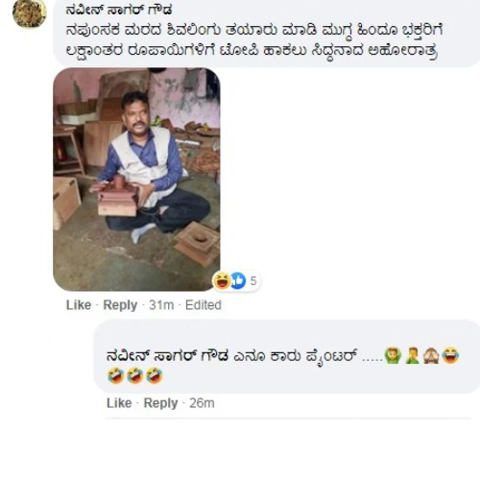 ನವೀನ್ ಸಾಗರ್ ಗೌಡ
ನಪುಂಸಕ ಮರದ ಶಿವಲಿಂಗು ತಯಾರು ಮಾಡಿ ಮುಗ್ಧ ಹಿಂದೂ ಭಕ್ತರಿಗೆ
ಲಕ್ಷಾಂತರ ರೂಪಾಯಿಗಳಿಗೆ ಟೋಪಿ ಹಾಕಲು ಸಿದ್ಧನಾದ ಅಹೋರಾತ್ರ
😆👍 5
Like · Reply · 31m · Edited
ನವೀನ್ ಸಾಗರ್ ಗೌಡ ಎನೂ ಕಾರು ಪೈಂಟರ್ .....🙆‍♂️🤦‍♂️🙈😂
🤣🤣🤣
Like · Reply · 26m